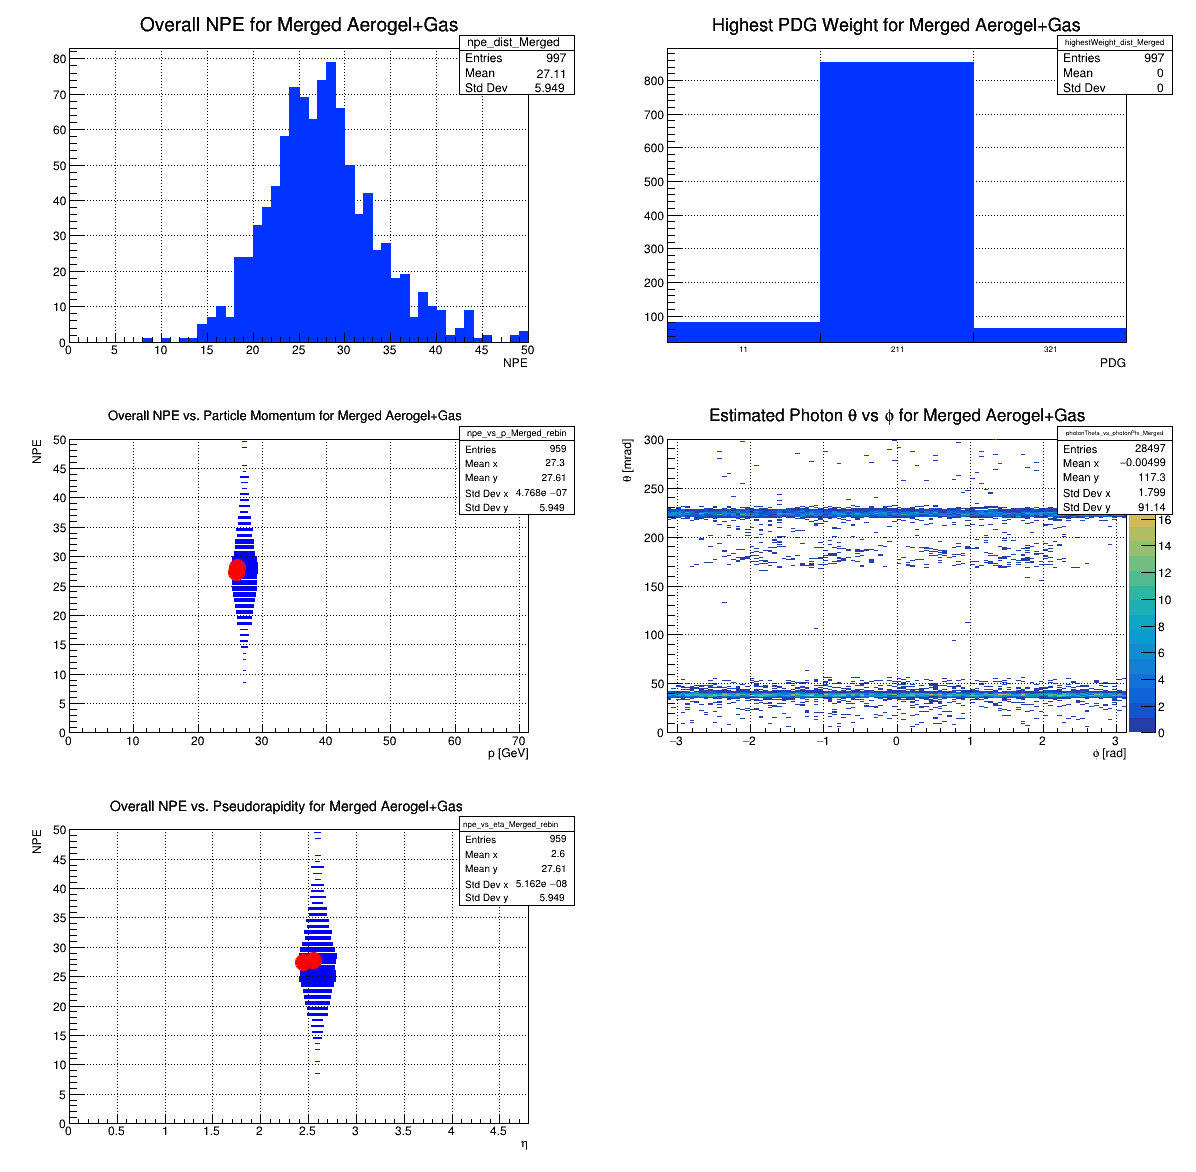 Overall NPE for Merged Aerogel+Gas
npe_dist_Merged
Entries 997
Mean 27.11
Std Dev 5.949
80
70
60
50
40
30
20
10
0
0 5 10 15 20 25 30 35 40 45 50
NPE
Highest PDG Weight for Merged Aerogel+Gas
highestWeight_dist_Merged
Entries 997
Mean 0
Std Dev 0
800
700
600
500
400
300
200
100
11 211 321
PDG
Overall NPE vs. Particle Momentum for Merged Aerogel+Gas
npe_vs_p_Merged_rebin
Entries 959
Mean x 27.3
Mean y 27.61
Std Dev x 4.768e −07
Std Dev y 5.949
NPE
50
45
40
35
30
25
20
15
10
5
0
0 10 20 30 40 50 60 70
p [GeV]
Estimated Photon θ vs ϕ for Merged Aerogel+Gas
photonTheta_vs_photonPhi_Merged
Entries 28497
Mean x −0.00499
Mean y 117.3
Std Dev x 1.799
Std Dev y 91.14
θ [mrad]
300
250
200
150
100
50
0
−3 −2 −1 0 1 2 3
ϕ [rad]
16
14
12
10
8
6
4
2
0
Overall NPE vs. Pseudorapidity for Merged Aerogel+Gas
npe_vs_eta_Merged_rebin
Entries 959
Mean x 2.6
Mean y 27.61
Std Dev x 5.162e −08
Std Dev y 5.949
NPE
50
45
40
35
30
25
20
15
10
5
0
0 0.5 1 1.5 2 2.5 3 3.5 4 4.5
η